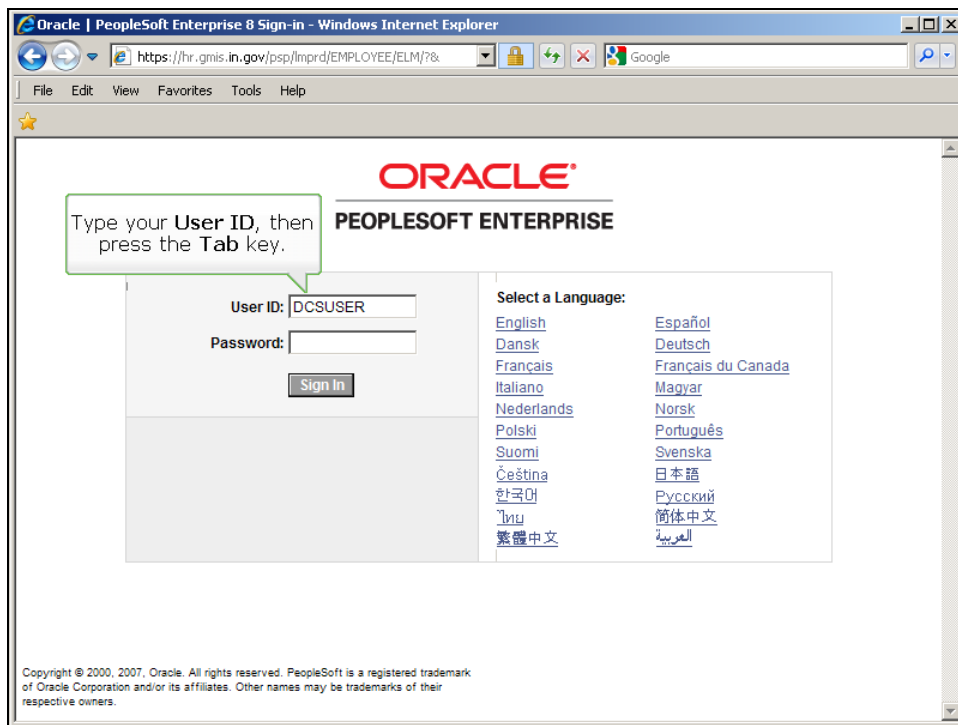 Oracle | PeopleSoft Enterprise 8 Sign-in - Windows Internet Explorer
https://hr.gmis.in.gov/psp/lmprd/EMPLOYEE/ELM/?&
Google
File Edit View Favorites Tools Help
ORACLE®
PEOPLESOFT ENTERPRISE
Type your User ID, then
press the Tab key.
User ID: DCSUSER
Password:
Sign In
Select a Language:
English Español
Dansk Deutsch
Français Français du Canada
Italiano Magyar
Nederlands Norsk
Polski Português
Suomi Svenska
Čeština 日本語
한국어 Русский
ไทย 简体中文
繁體中文 العربية
Copyright © 2000, 2007, Oracle. All rights reserved. PeopleSoft is a registered trademark
of Oracle Corporation and/or its affiliates. Other names may be trademarks of their
respective owners.